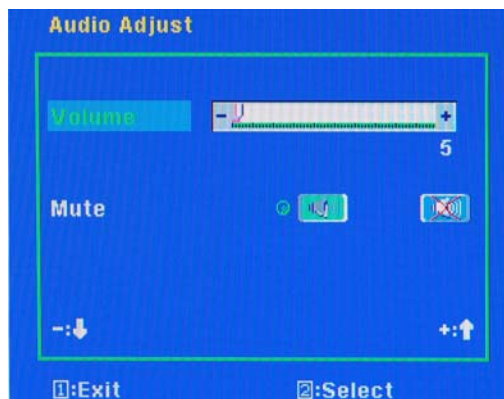 Audio Adjust
Volume - +
5
Mute
-:⬇ +:⬆
1:Exit 2:Select